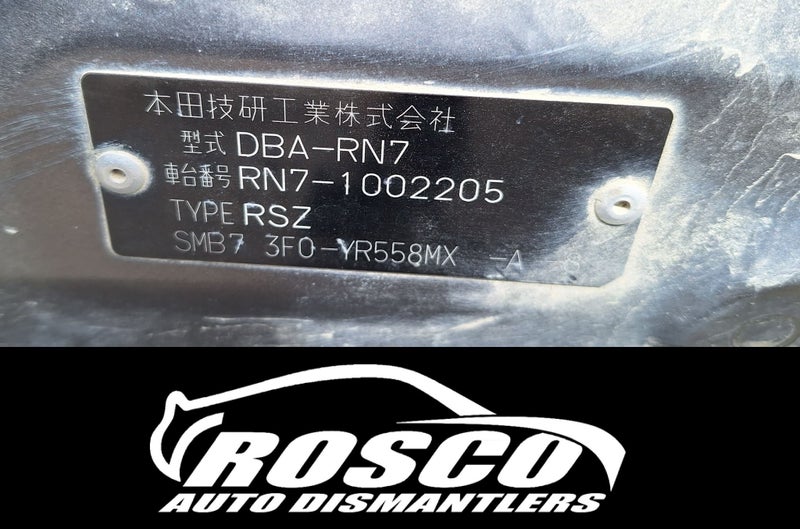 本田技研工業株式会社
型式 DBA-RN7
車台番号 RN7-1002205
TYPE RSZ
SMB7 3F0-YR558MX -A
ROSCO
AUTO DISMANTLERS